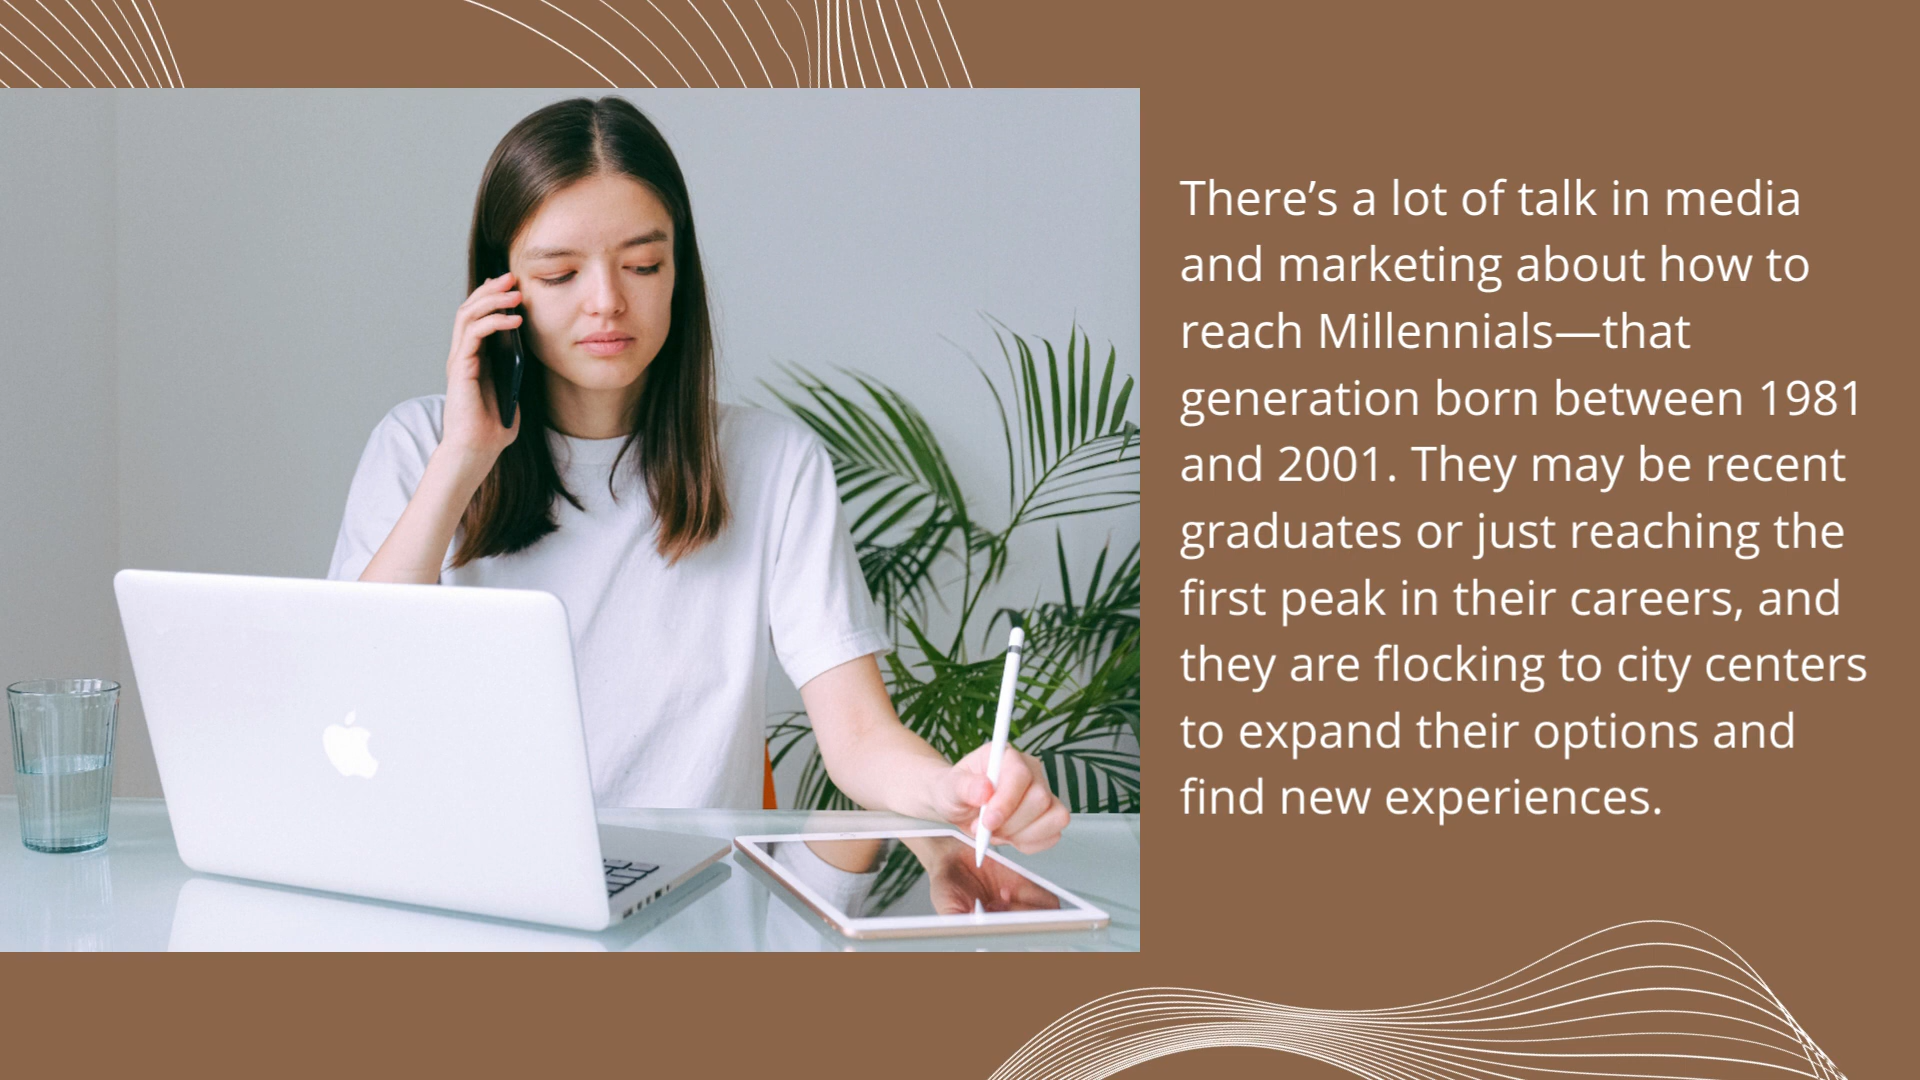 There’s a lot of talk in media
and marketing about how to
reach Millennials—that
generation born between 1981
and 2001. They may be recent
graduates or just reaching the
first peak in their careers, and
they are flocking to city centers
to expand their options and
find new experiences.